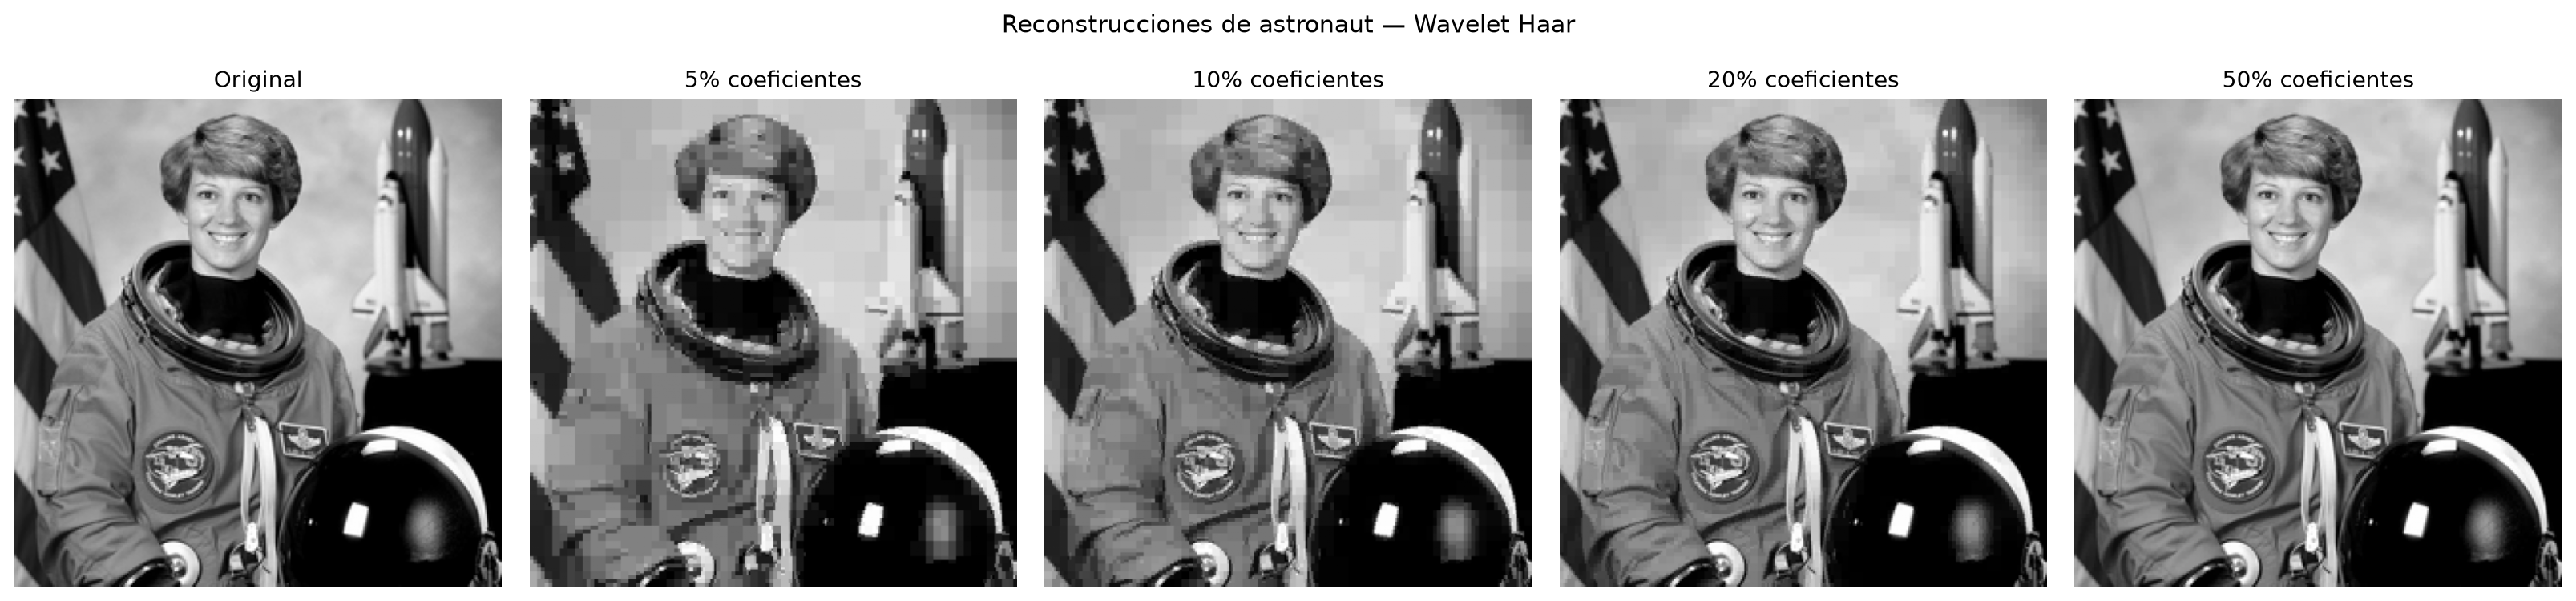 Reconstrucciones de astronaut — Wavelet Haar
Original
5% coeficientes
10% coeficientes
20% coeficientes
50% coeficientes